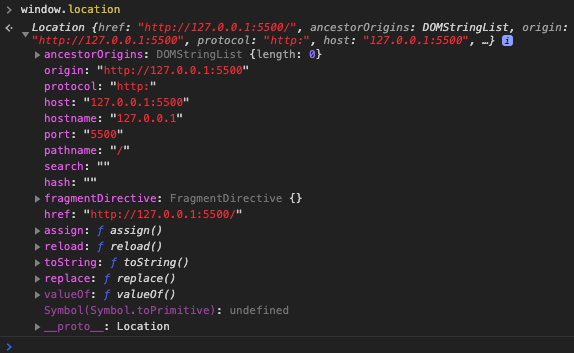 > window.location
Location {href: "http://127.0.0.1:5500/", ancestorOrigins: DOMStringList, origin:
"http://127.0.0.1:5500", protocol: "http:", host: "127.0.0.1:5500", …} i
ancestorOrigins: DOMStringList {length: 0}
origin: "http://127.0.0.1:5500"
protocol: "http:"
host: "127.0.0.1:5500"
hostname: "127.0.0.1"
port: "5500"
pathname: "/"
search: ""
hash: ""
fragmentDirective: FragmentDirective {}
href: "http://127.0.0.1:5500/"
assign: ƒ assign()
reload: ƒ reload()
toString: ƒ toString()
replace: ƒ replace()
valueOf: ƒ valueOf()
Symbol(Symbol.toPrimitive): undefined
__proto__: Location
>